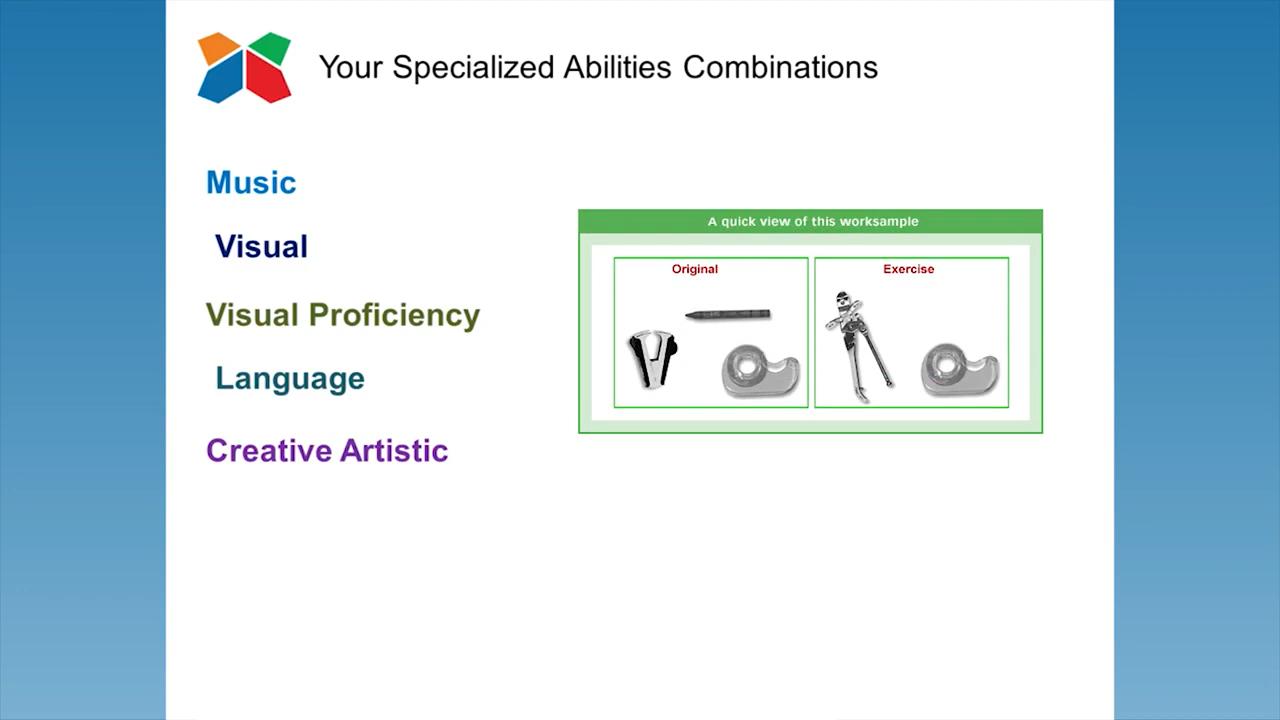 Your Specialized Abilities Combinations
Music
Visual
Visual Proficiency
Language
Creative Artistic
A quick view of this worksample
Original
Exercise